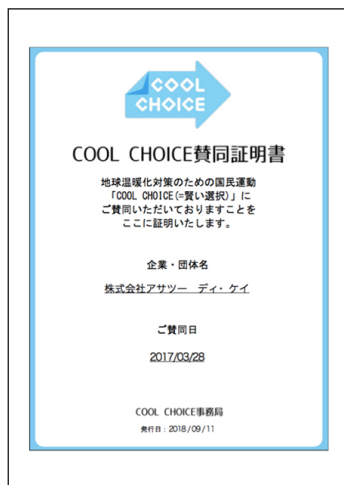 COOL
CHOICE
COOL CHOICE賛同証明書
地球温暖化対策のための国民運動
「COOL CHOICE(=賢い選択)」に
ご賛同いただいておりますことを
ここに証明いたします。
企業・団体名
株式会社アサツー ディ・ケイ
ご賛同日
2017/03/28
COOL CHOICE事務局
発行日：2018/09/11